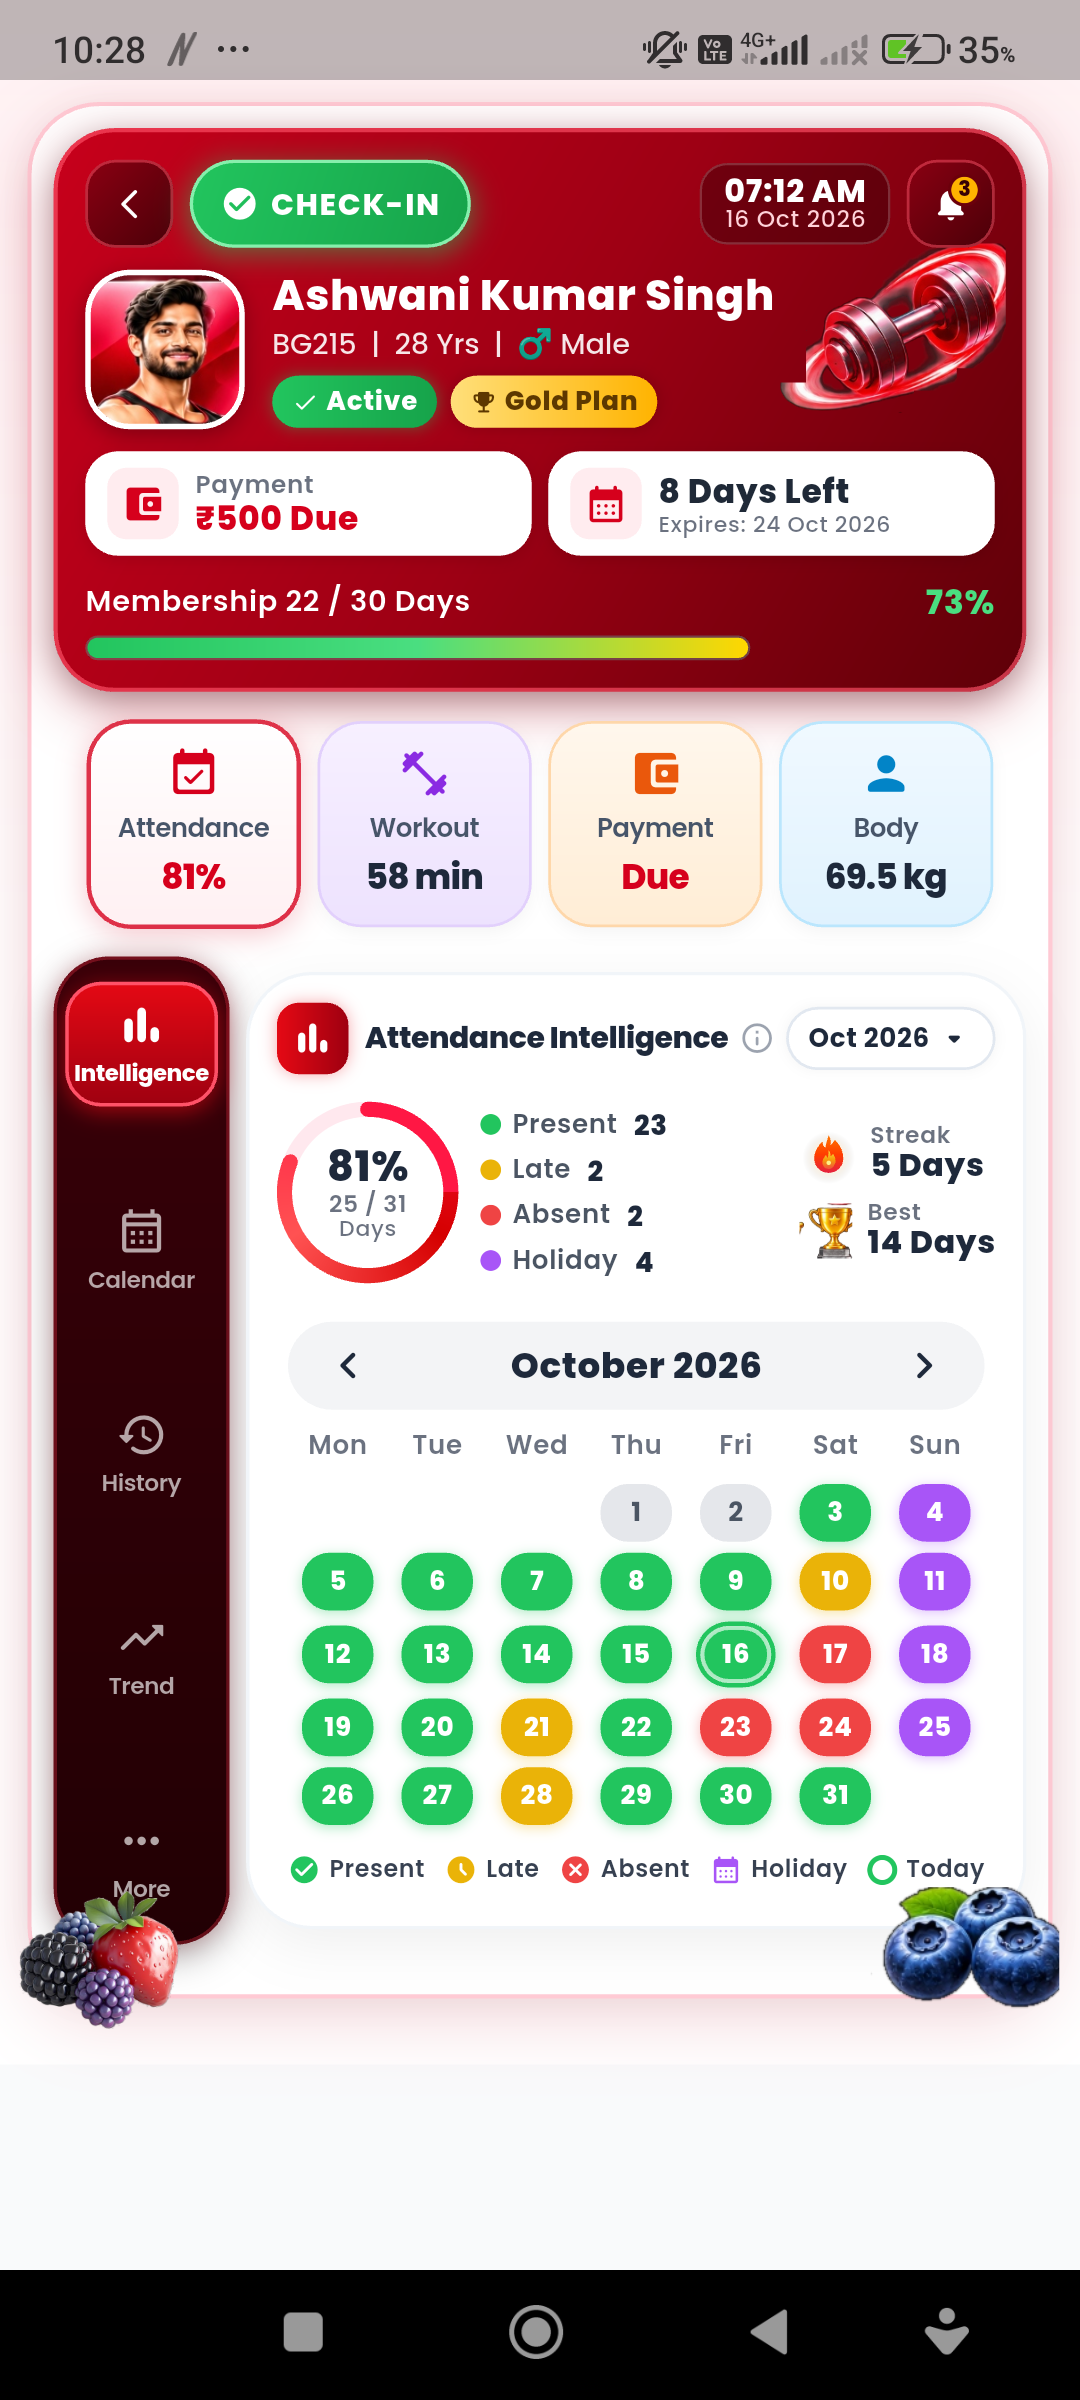 10:28
Vo LTE 4G+ 35%
CHECK-IN
07:12 AM
16 Oct 2026
3
Ashwani Kumar Singh
BG215 | 28 Yrs | Male
Active
Gold Plan
Payment
₹500 Due
8 Days Left
Expires: 24 Oct 2026
Membership 22 / 30 Days
73%
Attendance
81%
Workout
58 min
Payment
Due
Body
69.5 kg
Intelligence
Calendar
History
Trend
More
Attendance Intelligence
Oct 2026
81%
25 / 31
Days
Present 23
Late 2
Absent 2
Holiday 4
Streak
5 Days
Best
14 Days
October 2026
Mon Tue Wed Thu Fri Sat Sun
1 2 3 4
5 6 7 8 9 10 11
12 13 14 15 16 17 18
19 20 21 22 23 24 25
26 27 28 29 30 31
Present Late Absent Holiday Today